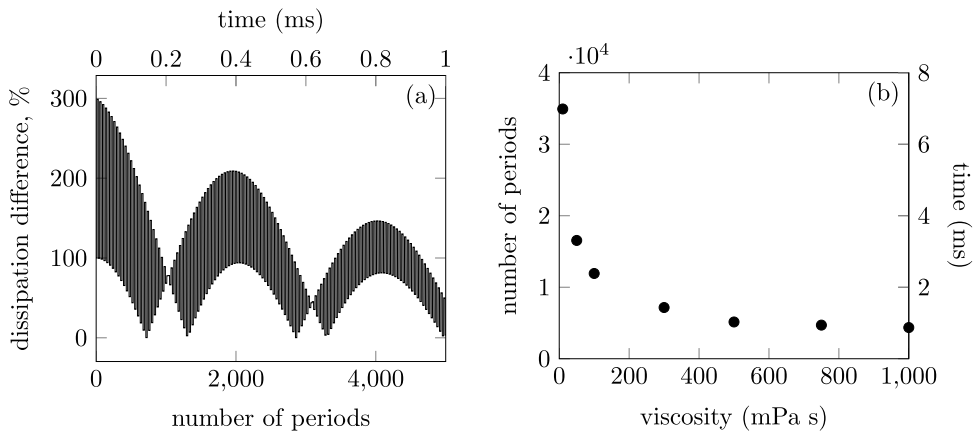 time (ms)
0 0.2 0.4 0.6 0.8 1
(a)
dissipation difference, %
300
200
100
0
0 2,000 4,000
number of periods
·10⁴
(b)
number of periods
4
3
2
1
0
8
6
4
2
time (ms)
0 200 400 600 800 1,000
viscosity (mPa s)